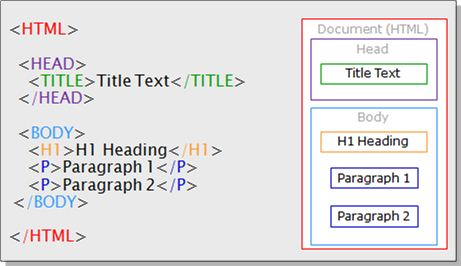 <HTML>
<HEAD>
<TITLE>Title Text</TITLE>
</HEAD>
<BODY>
<H1>H1 Heading</H1>
<P>Paragraph 1</P>
<P>Paragraph 2</P>
</BODY>
</HTML>
Document (HTML)
Head
Title Text
Body
H1 Heading
Paragraph 1
Paragraph 2